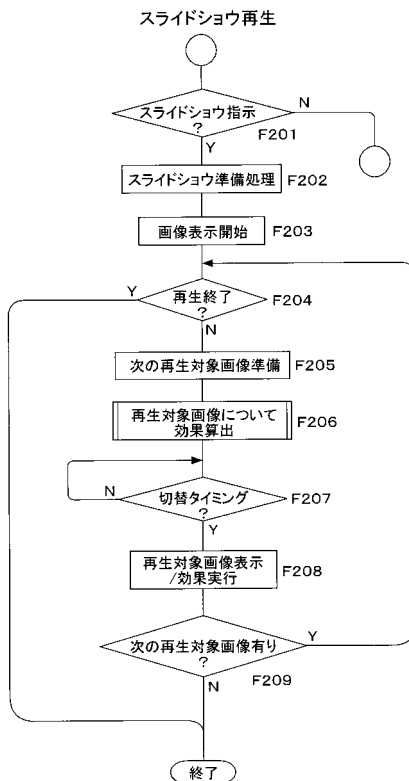 スライドショウ再生
スライドショウ指示
?
N
F201
Y
スライドショウ準備処理
F202
画像表示開始
F203
Y
再生終了
?
F204
N
次の再生対象画像準備
F205
再生対象画像について
効果算出
F206
N
切替タイミング
?
F207
Y
再生対象画像表示
/効果実行
F208
次の再生対象画像有り
?
Y
F209
N
終了